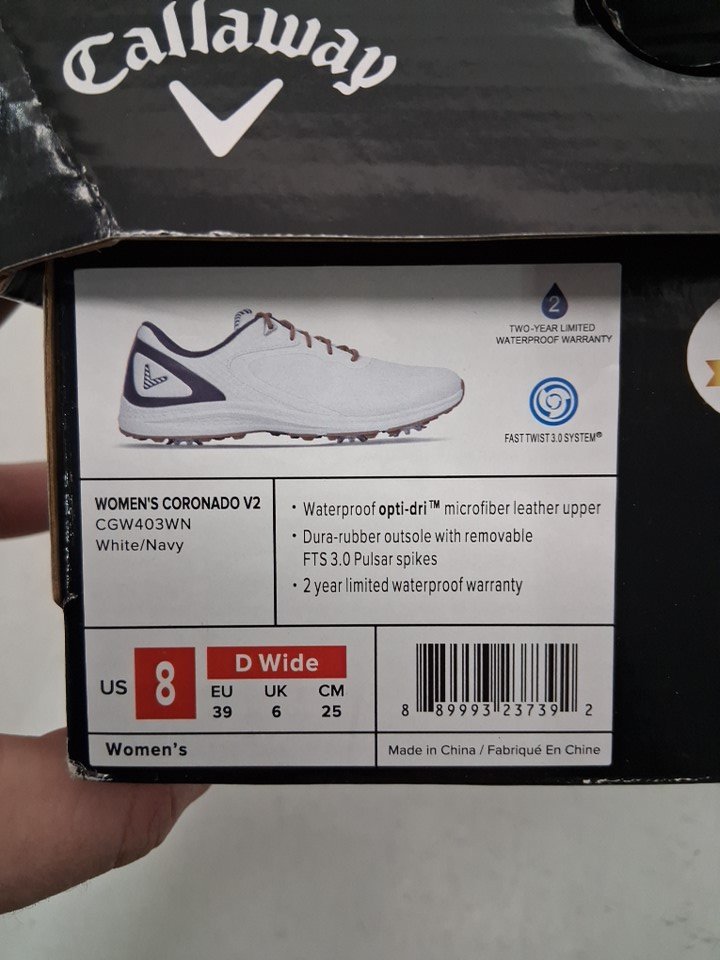 Callaway
2
TWO-YEAR LIMITED
WATERPROOF WARRANTY
FAST TWIST 3.0 SYSTEM®
WOMEN'S CORONADO V2
CGW403WN
White/Navy
• Waterproof opti-dri™ microfiber leather upper
• Dura-rubber outsole with removable
FTS 3.0 Pulsar spikes
• 2 year limited waterproof warranty
US 8
D Wide
EU UK CM
39 6 25
8 89993 23739 2
Women's
Made in China / Fabriqué En Chine